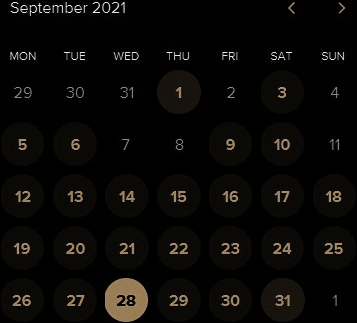 September 2021
MON TUE WED THU FRI SAT SUN
29 30 31 1 2 3 4
5 6 7 8 9 10 11
12 13 14 15 16 17 18
19 20 21 22 23 24 25
26 27 28 29 30 31 1